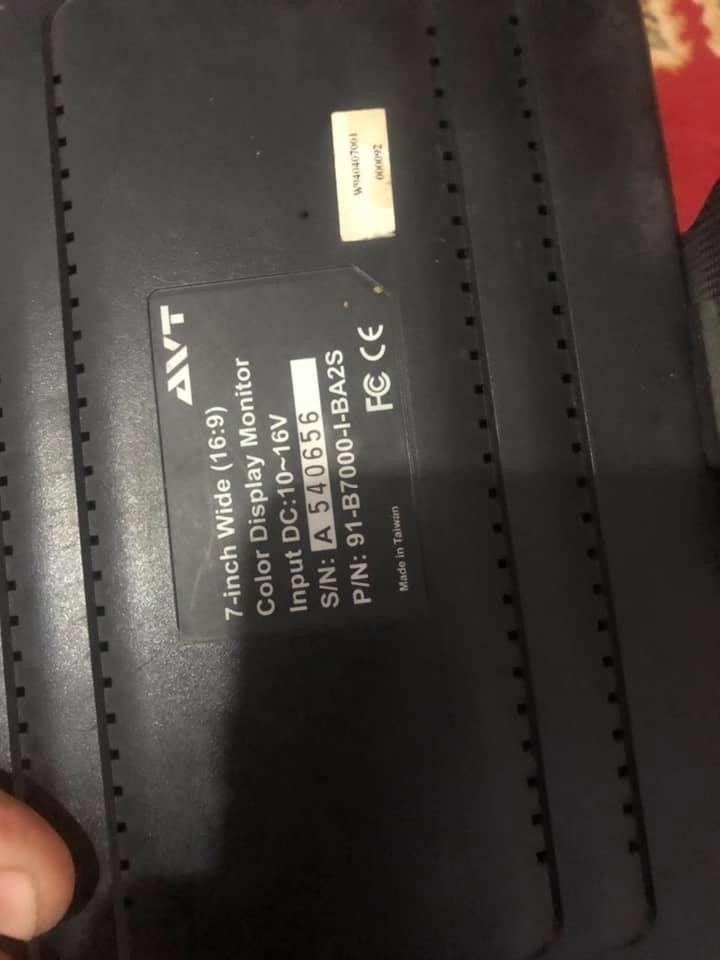 AVT
7-inch Wide (16:9)
Color Display Monitor
Input DC:10~16V
S/N: A 540656
P/N: 91-B7000-I-BA2S
Made in Taiwan
FC CE
W940407001
000092